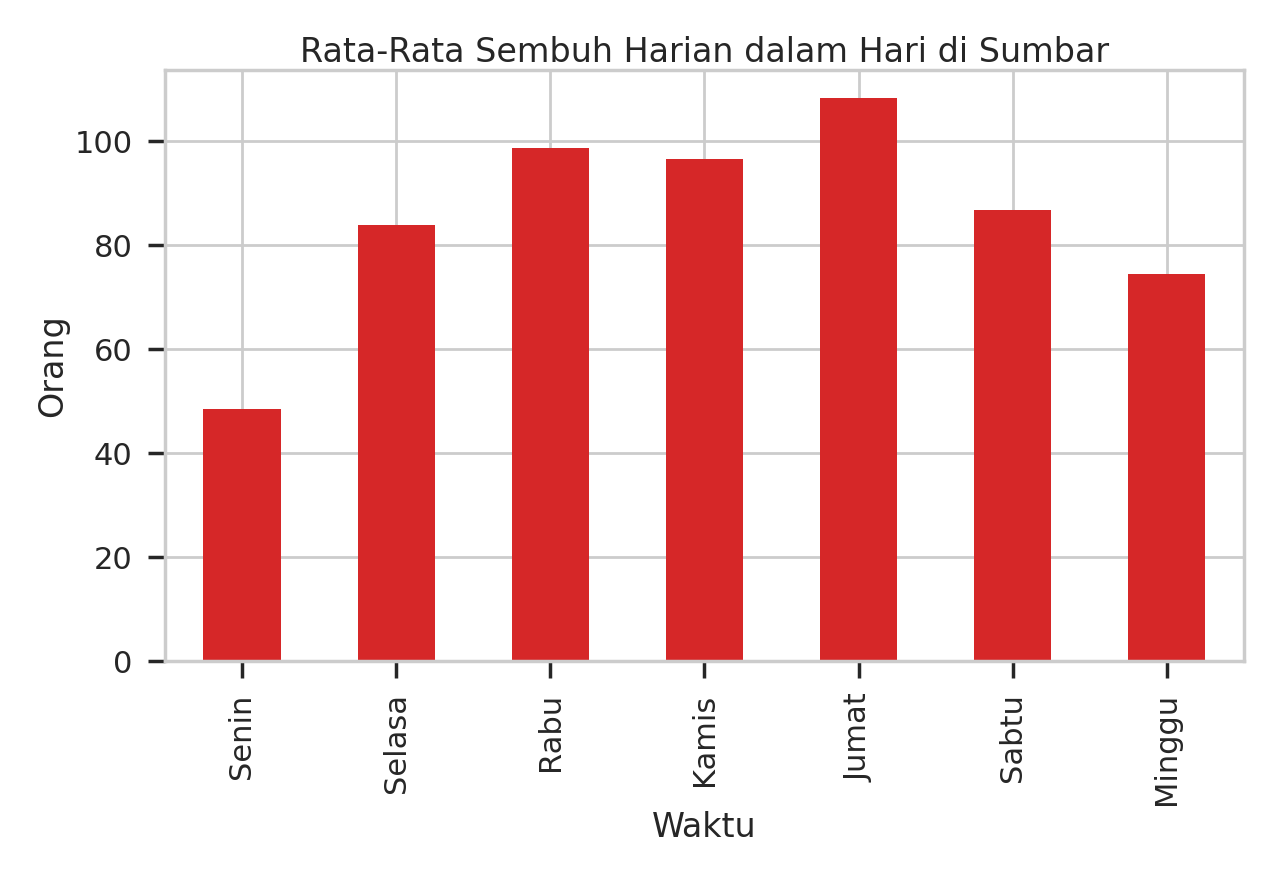 Rata-Rata Sembuh Harian dalam Hari di Sumbar
Orang
100
80
60
40
20
0
Senin
Selasa
Rabu
Kamis
Jumat
Sabtu
Minggu
Waktu